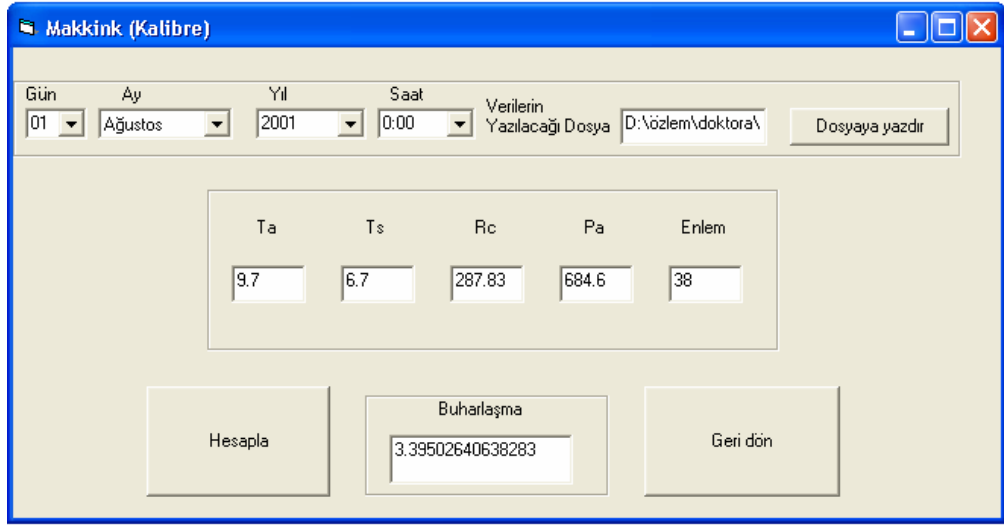 Makkink (Kalibre)
Gün Ay Yıl Saat
Verilerin
01 Ağustos 2001 0:00 Yazılacağı Dosya D:\özlem\doktora\ Dosyaya yazdır
Ta Ts Rc Pa Enlem
9.7 6.7 287.83 684.6 38
Buharlaşma
Hesapla 3.39502640638283 Geri dön